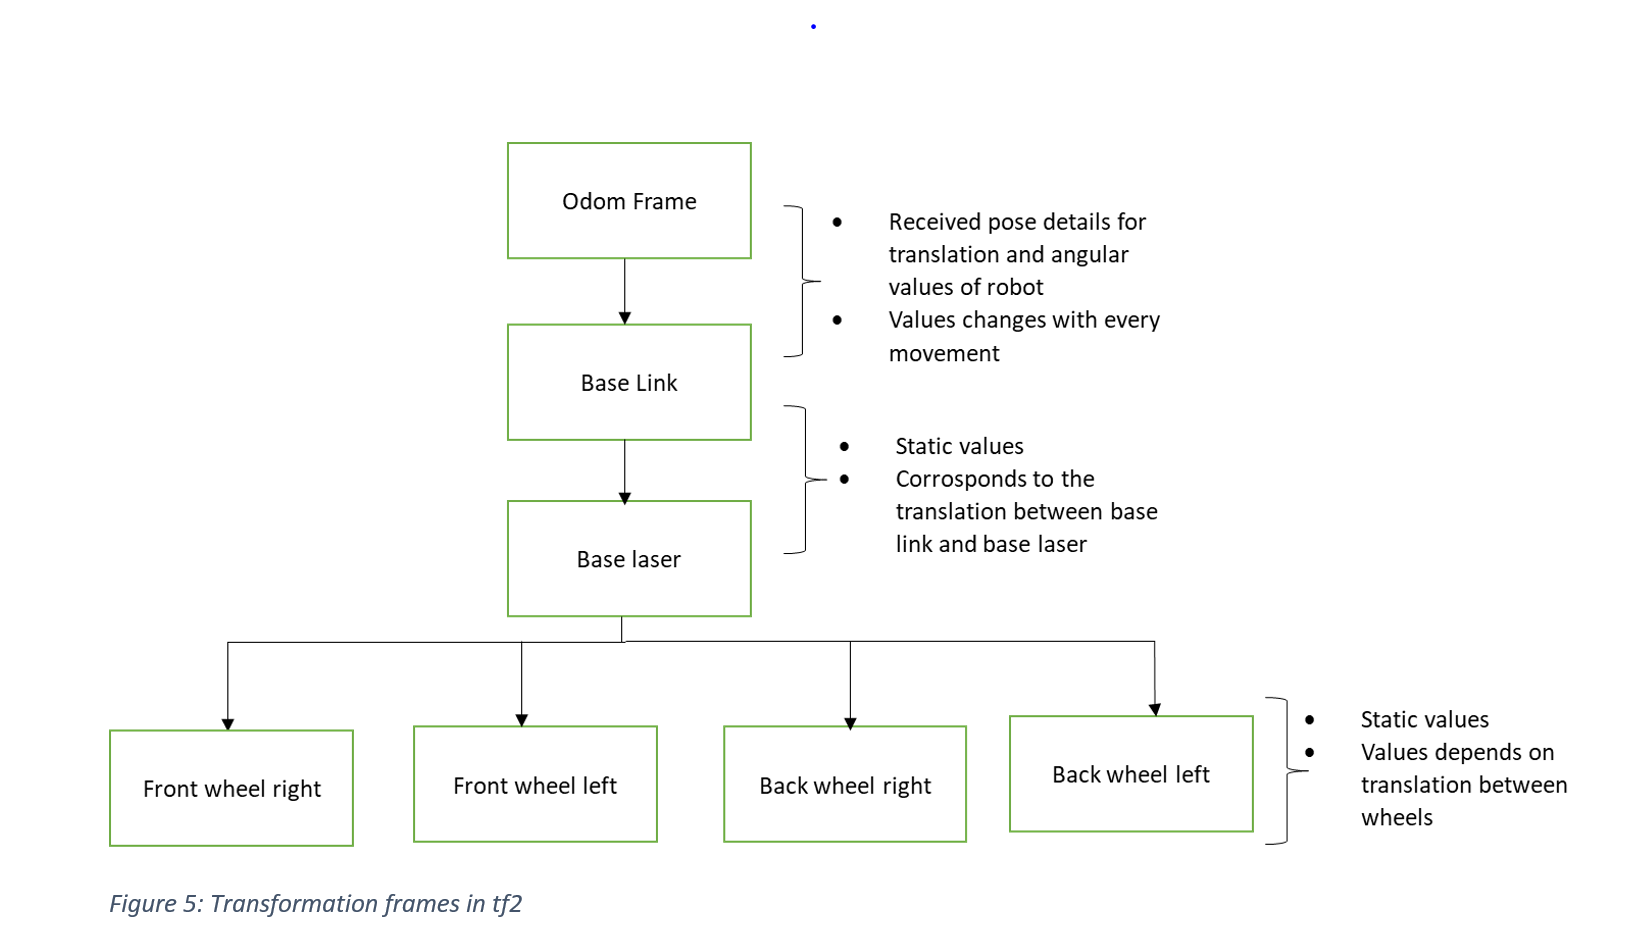 Odom Frame
• Received pose details for
translation and angular
values of robot
• Values changes with every
movement
Base Link
• Static values
• Corrosponds to the
translation between base
link and base laser
Base laser
Front wheel right
Front wheel left
Back wheel right
Back wheel left
• Static values
• Values depends on
translation between
wheels
Figure 5: Transformation frames in tf2